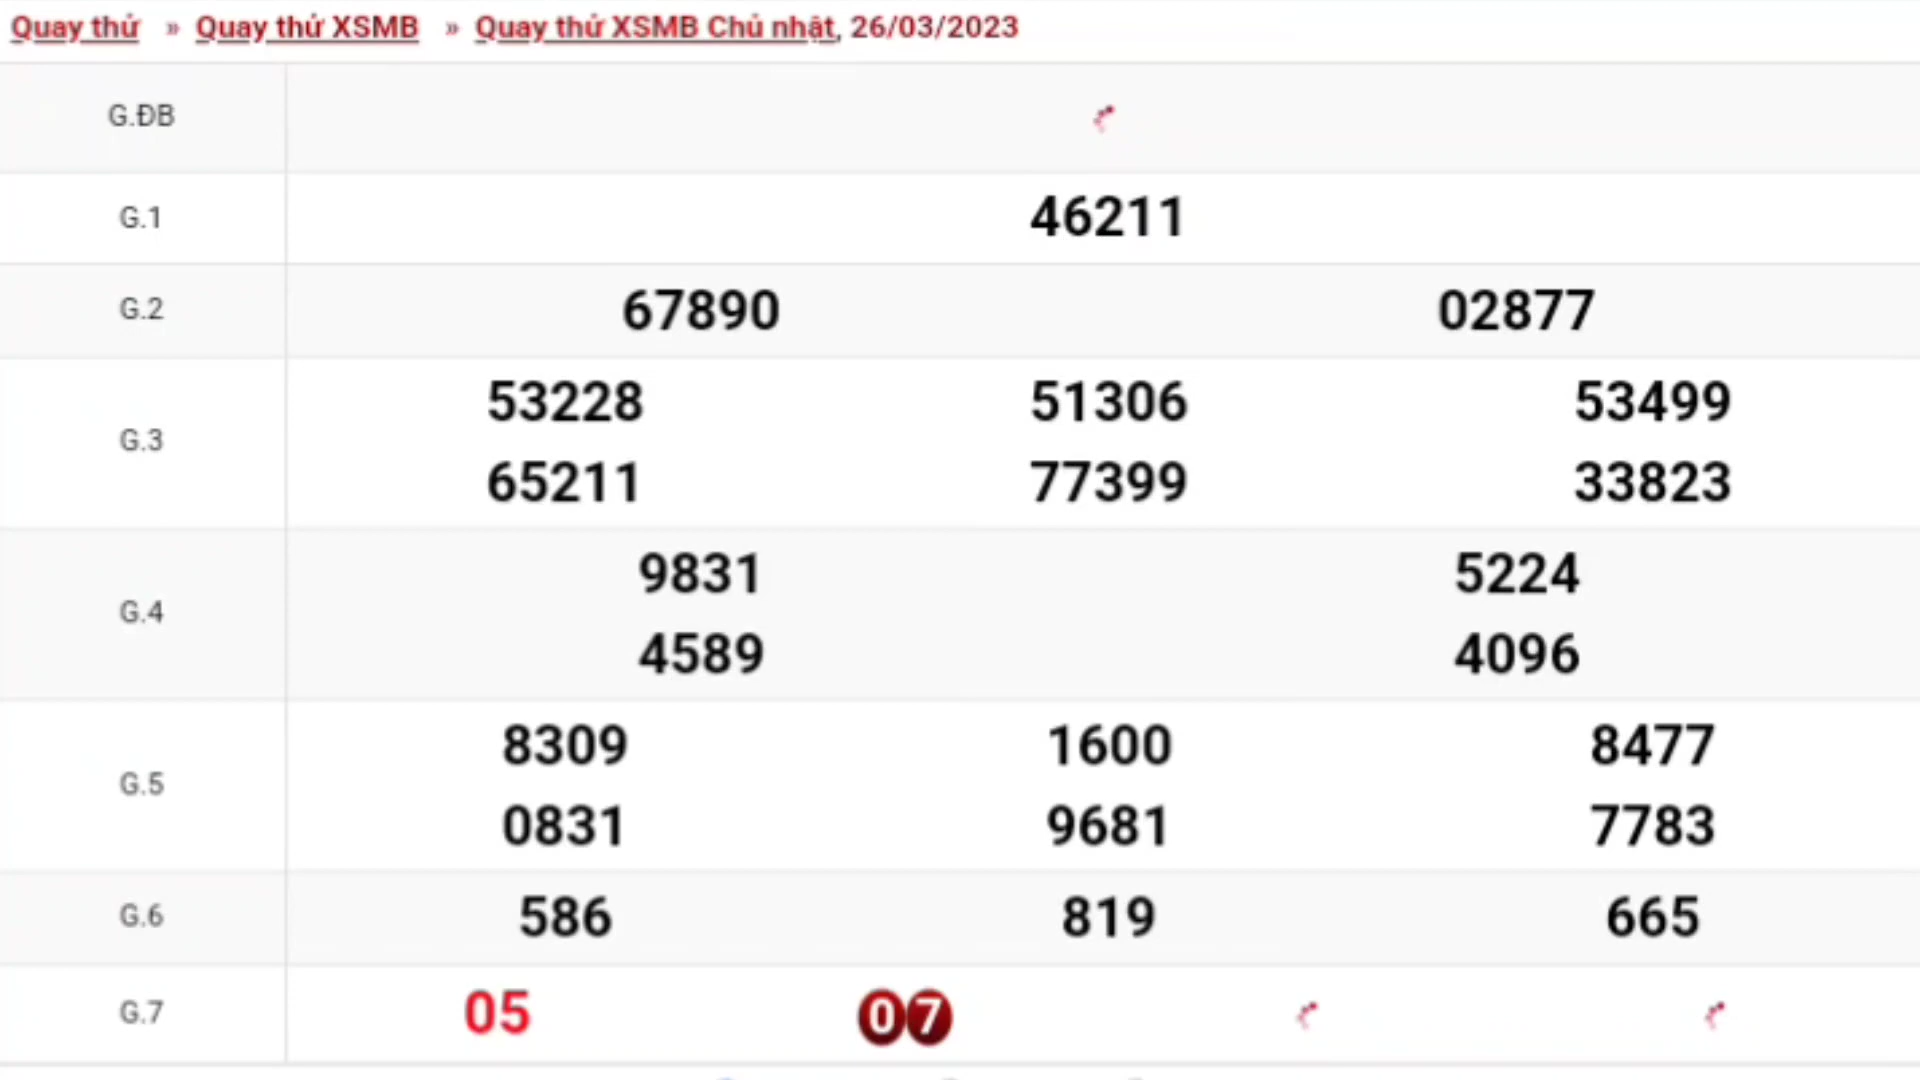 Quay thử » Quay thử XSMB » Quay thử XSMB Chủ nhật, 26/03/2023
G.ĐB
G.1 46211
G.2 67890 02877
G.3
53228 51306 53499
65211 77399 33823
G.4
9831 5224
4589 4096
G.5
8309 1600 8477
0831 9681 7783
G.6 586 819 665
G.7 05 07